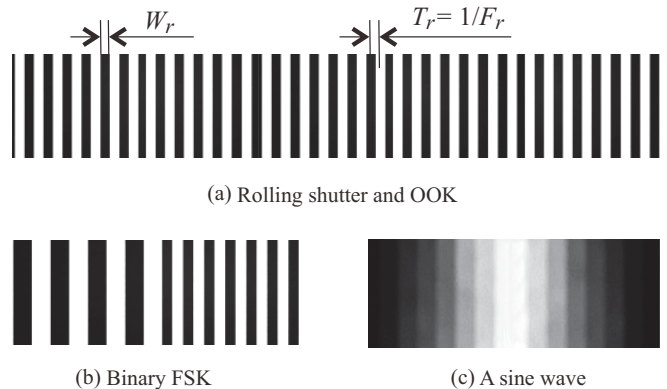 W_r T_r = 1/F_r
(a) Rolling shutter and OOK
(b) Binary FSK (c) A sine wave